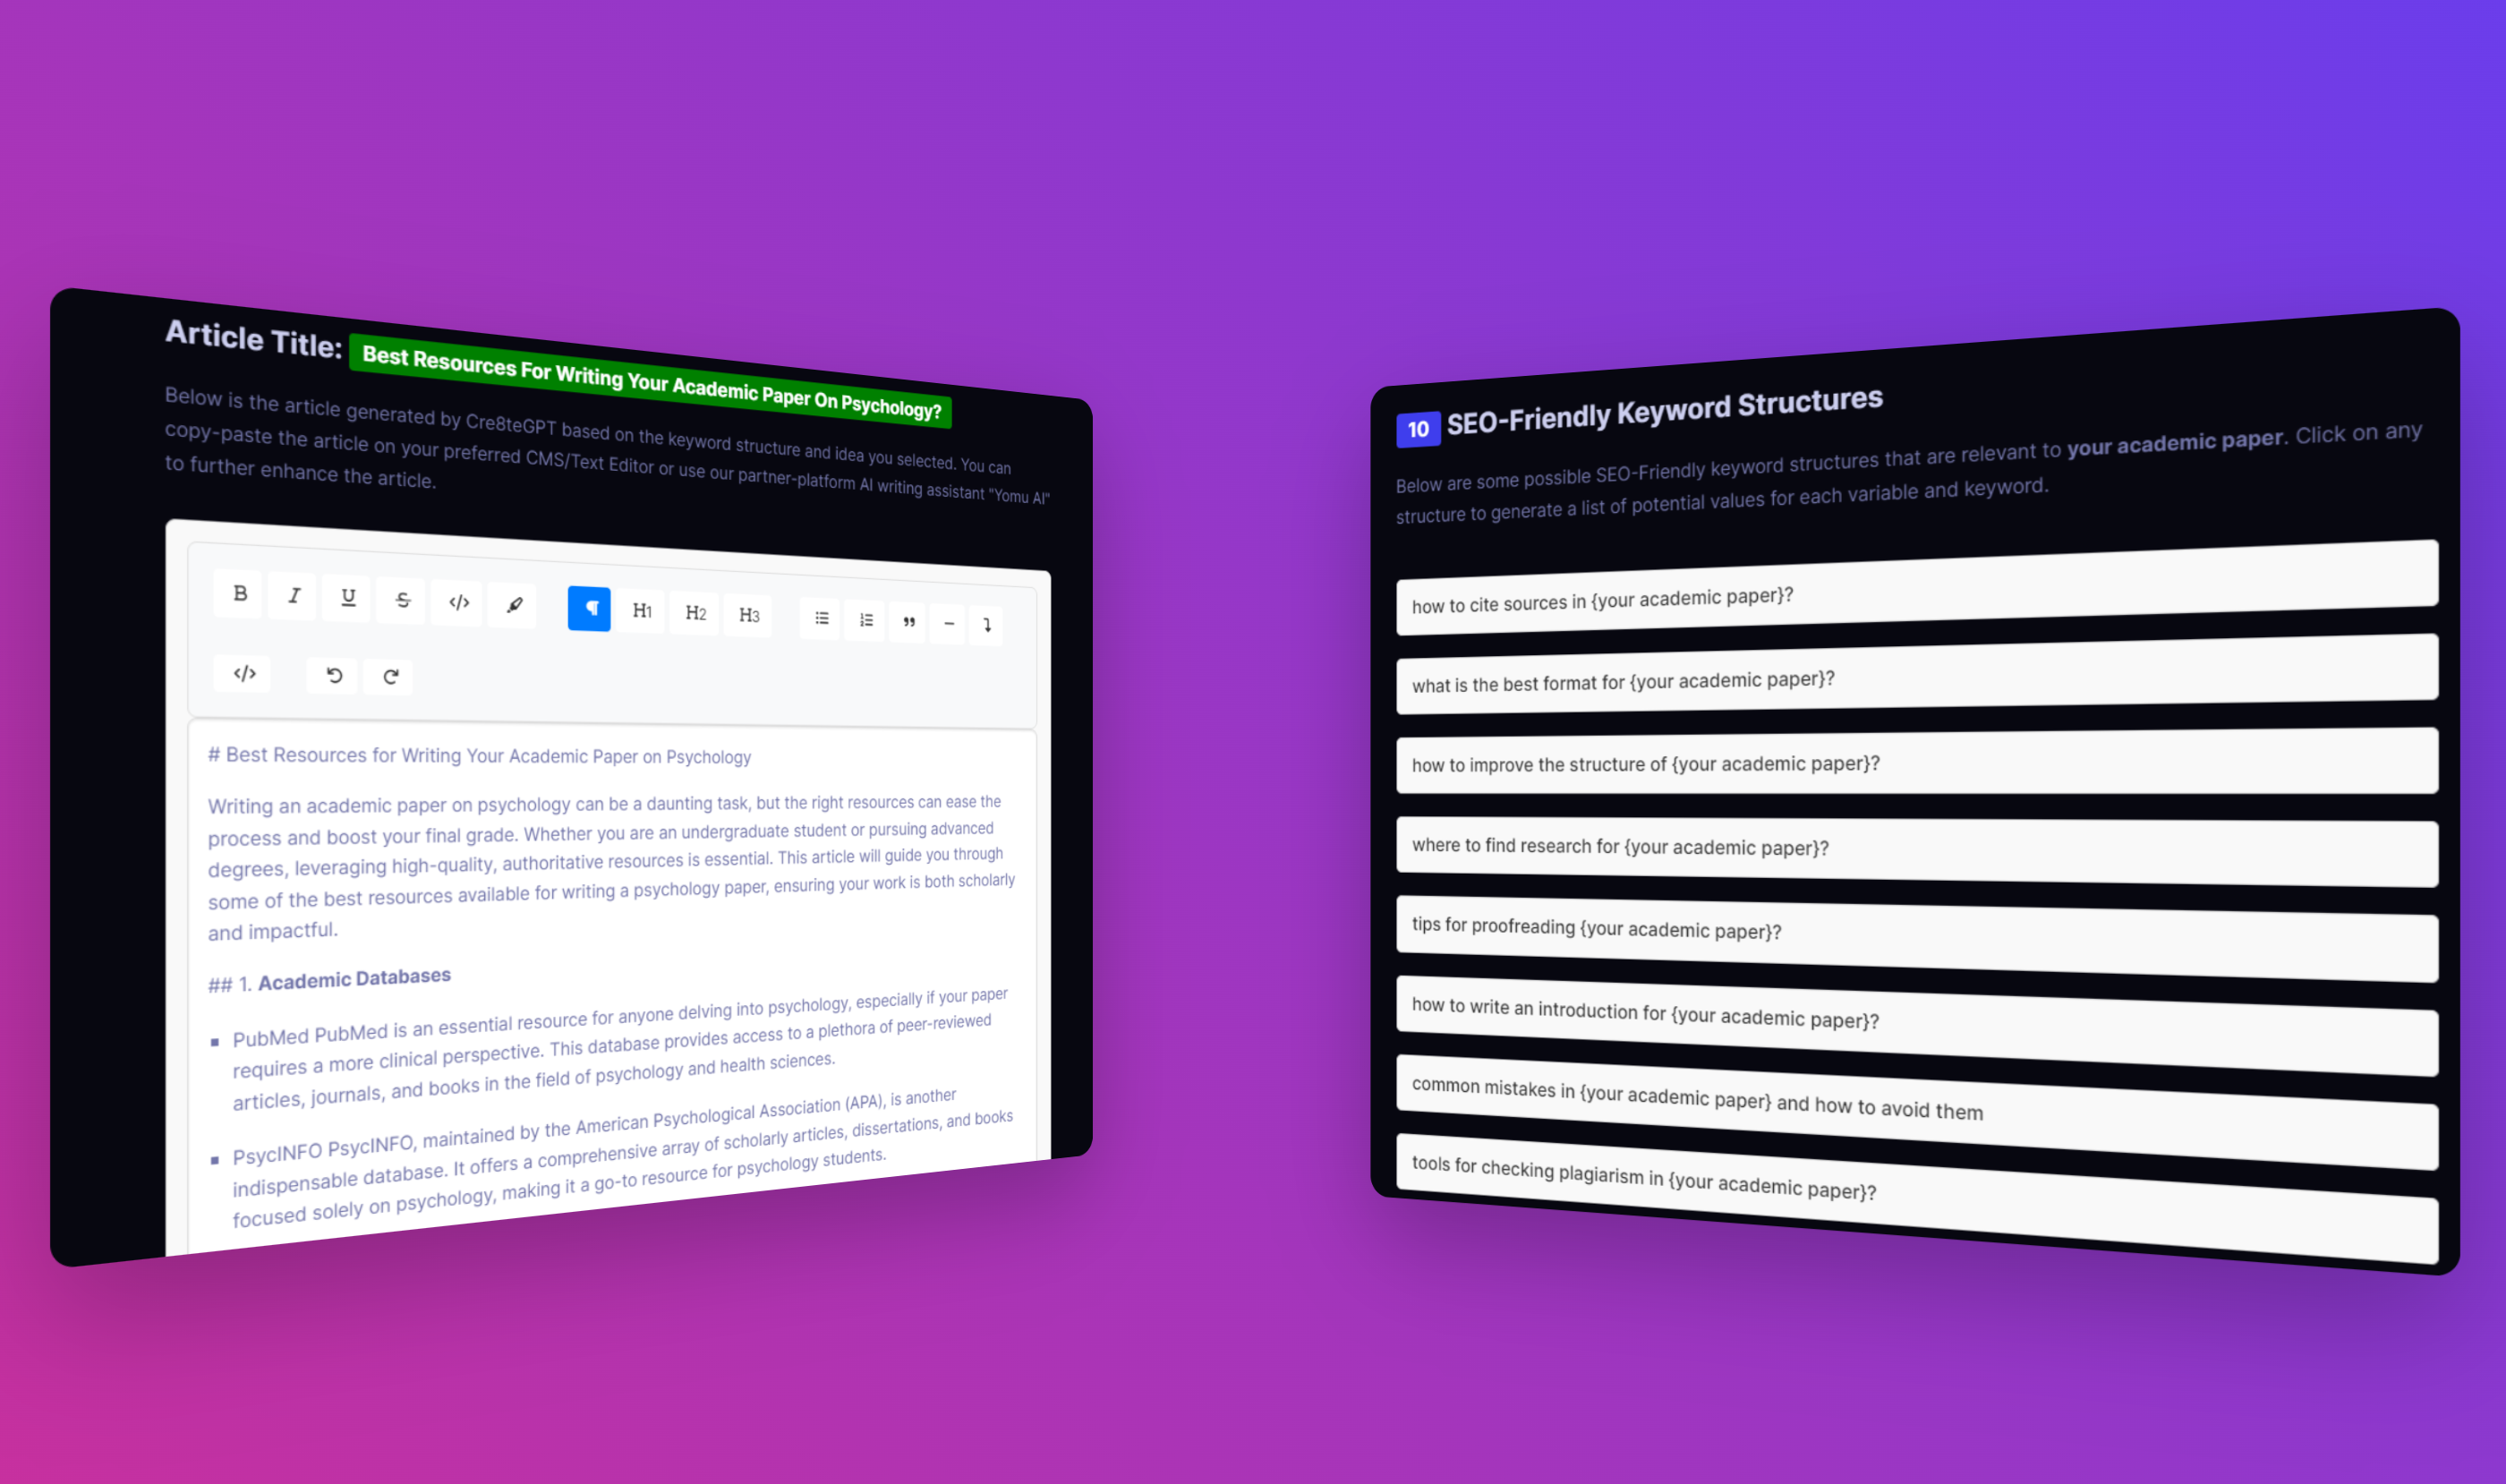 Article Title: Best Resources For Writing Your Academic Paper On Psychology?
Below is the article generated by Cre8teGPT based on the keyword structure and idea you selected. You can
copy-paste the article on your preferred CMS/Text Editor or use our partner-platform AI writing assistant "Yomu AI"
to further enhance the article.
B I U S </> H1 H2 H3
</>
# Best Resources for Writing Your Academic Paper on Psychology
Writing an academic paper on psychology can be a daunting task, but the right resources can ease the
process and boost your final grade. Whether you are an undergraduate student or pursuing advanced
degrees, leveraging high-quality, authoritative resources is essential. This article will guide you through
some of the best resources available for writing a psychology paper, ensuring your work is both scholarly
and impactful.
## 1. Academic Databases
PubMed PubMed is an essential resource for anyone delving into psychology, especially if your paper
requires a more clinical perspective. This database provides access to a plethora of peer-reviewed
articles, journals, and books in the field of psychology and health sciences.
PsycINFO PsycINFO, maintained by the American Psychological Association (APA), is another
indispensable database. It offers a comprehensive array of scholarly articles, dissertations, and books
focused solely on psychology, making it a go-to resource for psychology students.
10 SEO-Friendly Keyword Structures
Below are some possible SEO-Friendly keyword structures that are relevant to your academic paper. Click on any
structure to generate a list of potential values for each variable and keyword.
how to cite sources in {your academic paper}?
what is the best format for {your academic paper}?
how to improve the structure of {your academic paper}?
where to find research for {your academic paper}?
tips for proofreading {your academic paper}?
how to write an introduction for {your academic paper}?
common mistakes in {your academic paper} and how to avoid them
tools for checking plagiarism in {your academic paper}?